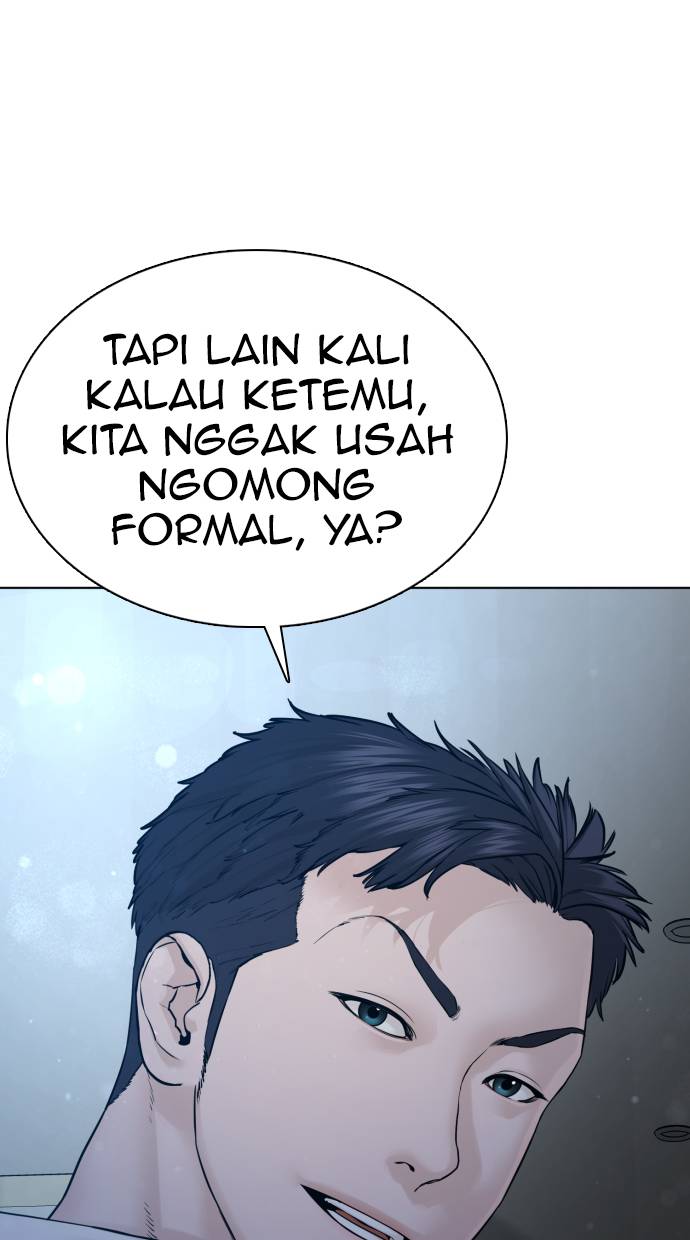 TAPI LAIN KALI
KALAU KETEMU,
KITA NGGAK USAH
NGOMONG
FORMAL, YA?